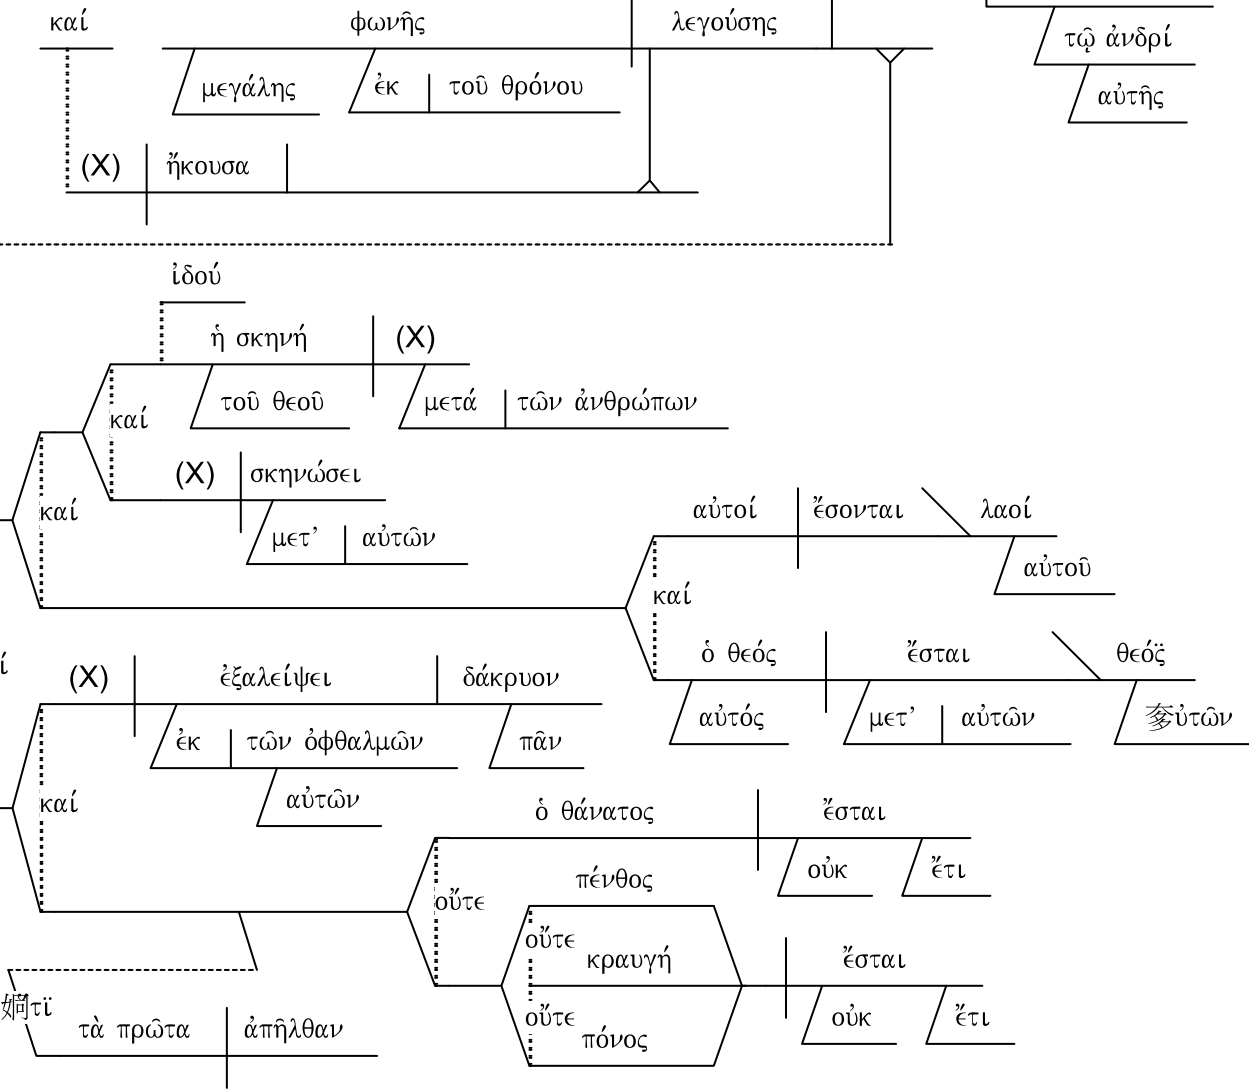 καί φωνῆς λεγούσης
τῷ ἀνδρί
μεγάλης ἐκ τοῦ θρόνου
αὐτῆς
(X) ἤκουσα
ἰδού
ἡ σκηνή (X)
τοῦ θεοῦ μετά τῶν ἀνθρώπων
καί
(X) σκηνώσει
καί
αὐτοί ἔσονται λαοί
μετ’ αὐτῶν
αὐτοῦ
καί
ὁ θεός ἔσται θεός̈
(X) ἐξαλείψει δάκρυον
αὐτός μετ’ αὐτῶν 奒ὐτῶν
ἐκ τῶν ὀφθαλμῶν πᾶν
καί αὐτῶν
ὁ θάνατος ἔσται
οὐκ ἔτι
πένθος
οὔτε
οὔτε
κραυγή ἔσται
οὔτε οὐκ ἔτι
τὰ πρῶτα ἀπῆλθαν
πόνος